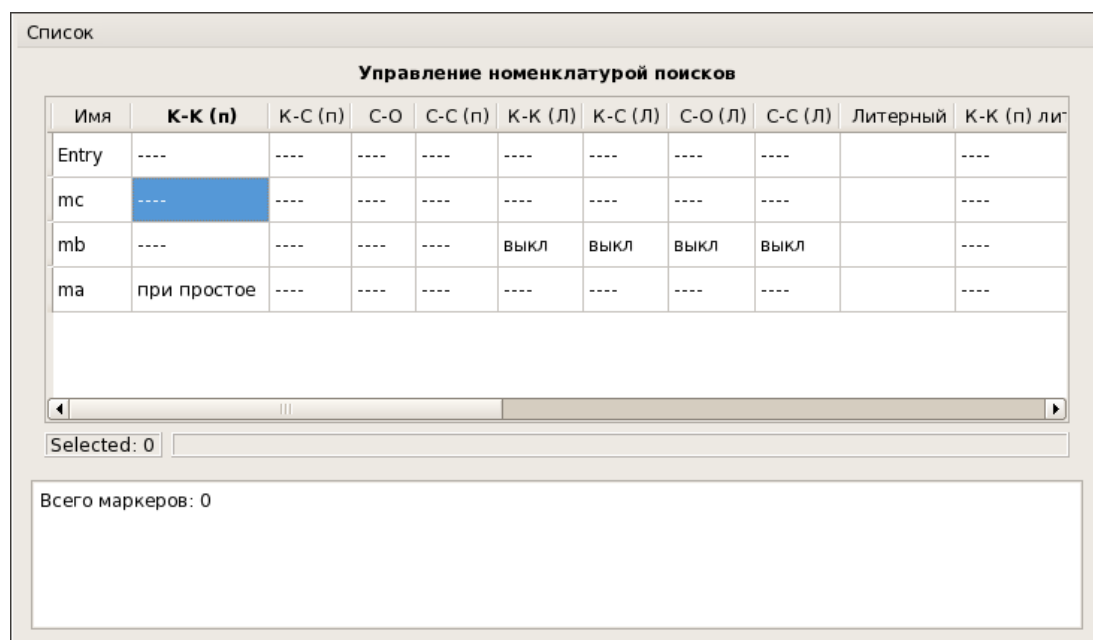 Список
Управление номенклатурой поисков
Имя К-К (п) К-С (п) С-О С-С (п) К-К (Л) К-С (Л) С-О (Л) С-С (Л) Литерный К-К (п) лит
Entry ---- ---- ---- ---- ---- ---- ---- ---- ----
mc ---- ---- ---- ---- ---- ---- ---- ---- ----
mb ---- ---- ---- ---- выкл выкл выкл выкл ----
ma при простое ---- ---- ---- ---- ---- ---- ---- ----
Selected: 0
Всего маркеров: 0